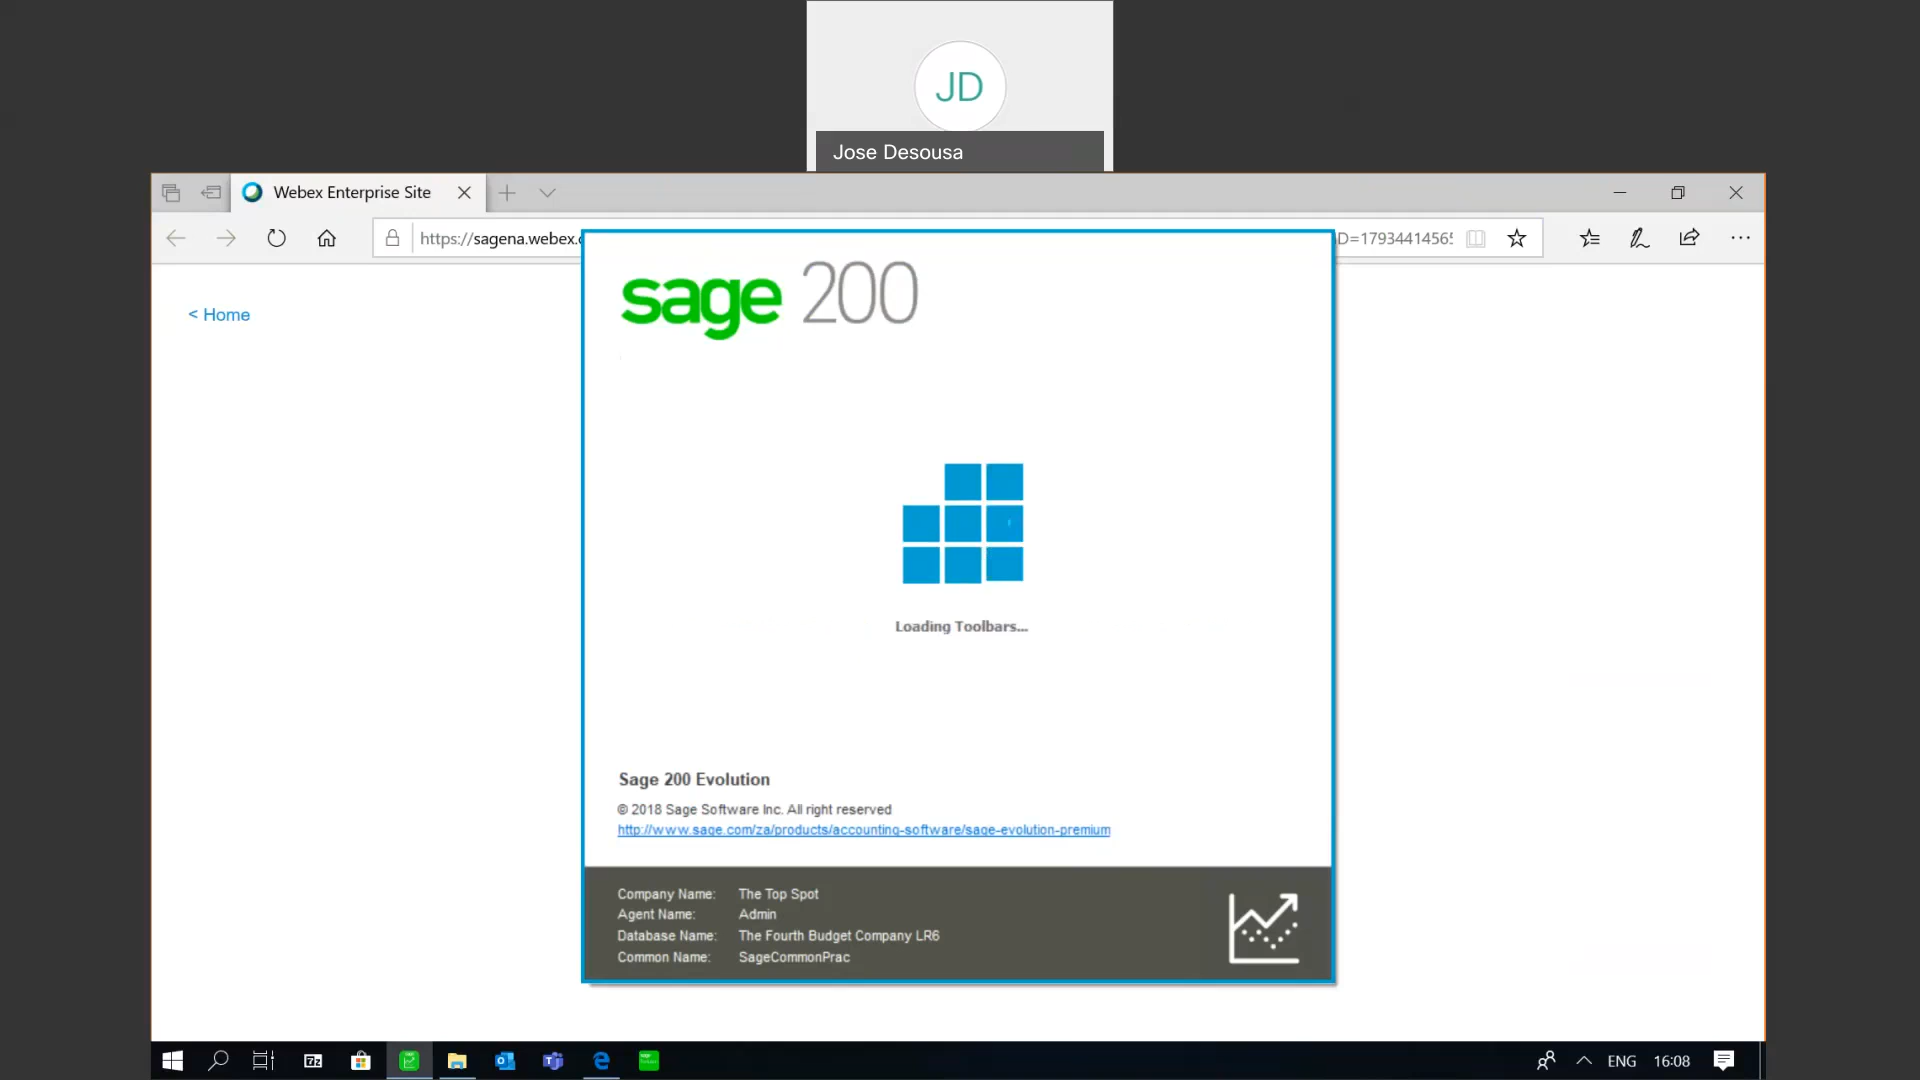 JD
Jose Desousa
Webex Enterprise Site
https://sagena.webex.
D=1793441456
< Home
sage 200
Loading Toolbars...
Sage 200 Evolution
© 2018 Sage Software Inc. All right reserved
http://www.sage.com/za/products/accounting-software/sage-evolution-premium
Company Name: The Top Spot
Agent Name: Admin
Database Name: The Fourth Budget Company LR6
Common Name: SageCommonPrac
7z
ENG 16:08